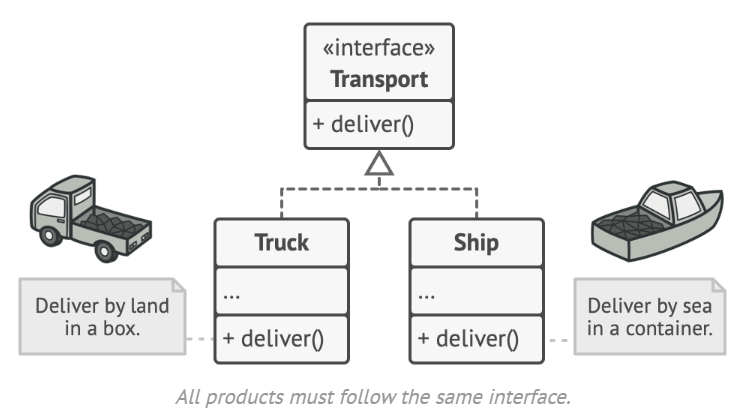 «interface»
Transport
+ deliver()
Truck
...
+ deliver()
Ship
...
+ deliver()
Deliver by land
in a box.
Deliver by sea
in a container.
All products must follow the same interface.